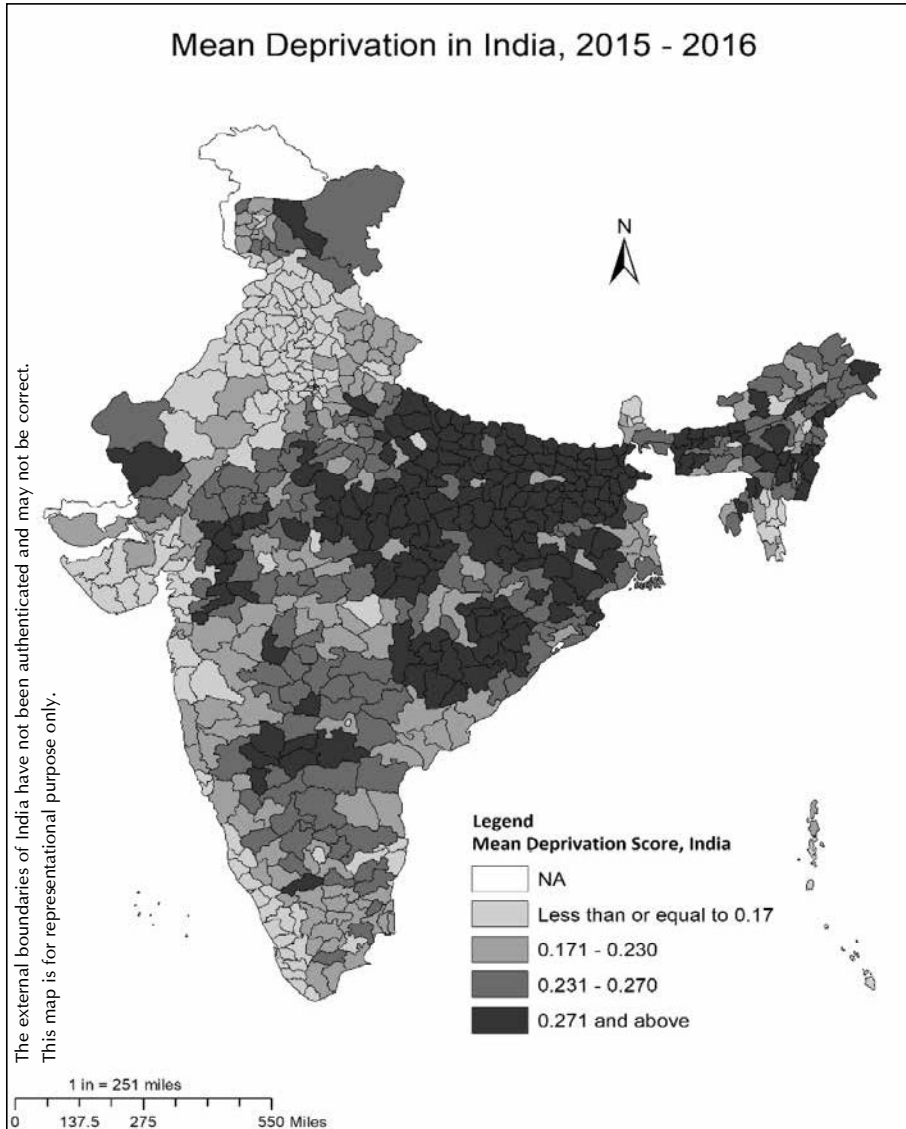 Mean Deprivation in India, 2015 - 2016
N
The external boundaries of India have not been authenticated and may not be correct.
This map is for representational purpose only.
Legend
Mean Deprivation Score, India
NA
Less than or equal to 0.17
0.171 - 0.230
0.231 - 0.270
0.271 and above
1 in = 251 miles
0 137.5 275 550 Miles